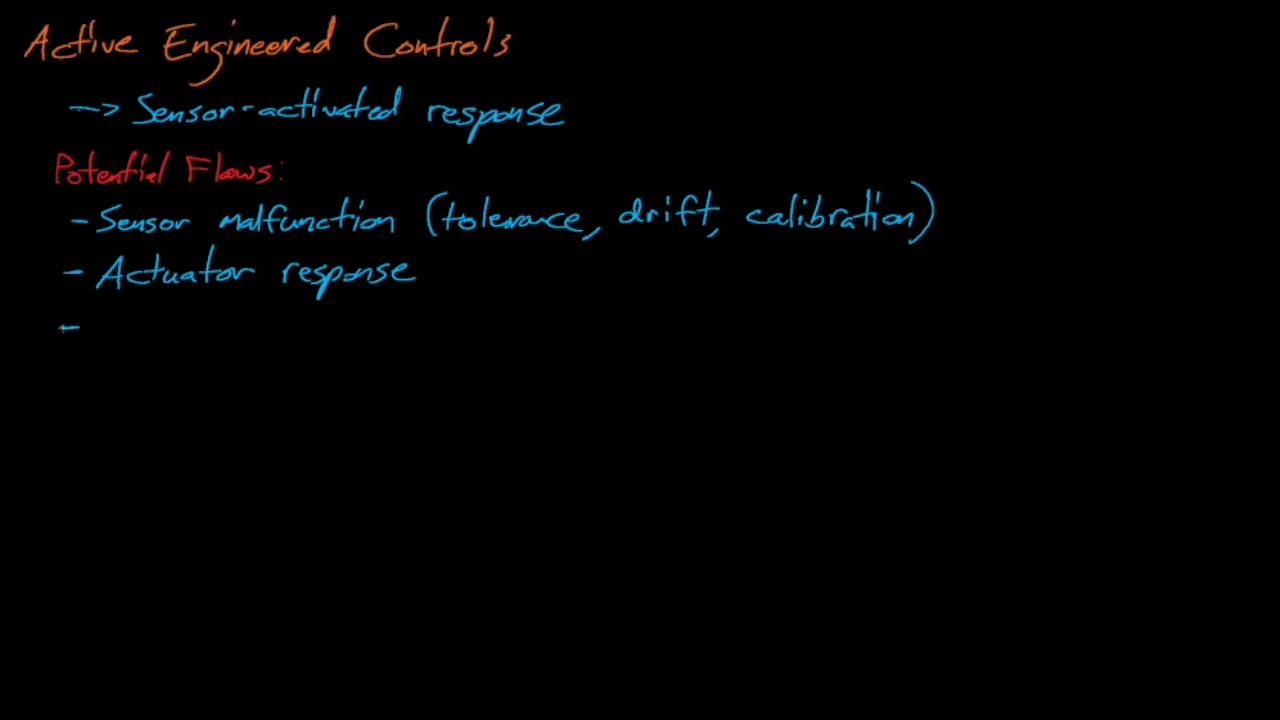 Active Engineered Controls
-> Sensor-activated response
Potential Flaws:
- Sensor malfunction (tolerance, drift, calibration)
- Actuator response
-